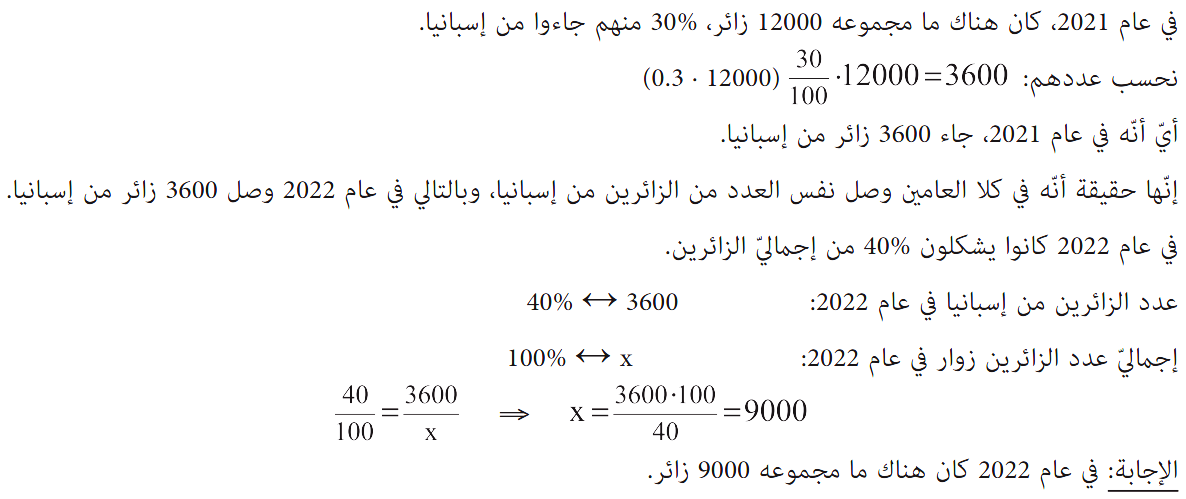 في عام 2021، كان هناك ما مجموعه 12000 زائر، 30% منهم جاءوا من إسبانيا.
نحسب عددهم: 30/100 · 12000 = 3600 (0.3 · 12000)
أيّ أنّه في عام 2021، جاء 3600 زائر من إسبانيا.
إنّها حقيقة أنّه في كلا العامين وصل نفس العدد من الزائرين من إسبانيا، وبالتالي في عام 2022 وصل 3600 زائر من إسبانيا.
في عام 2022 كانوا يشكلون 40% من إجماليّ الزائرين.
عدد الزائرين من إسبانيا في عام 2022: 40% ↔ 3600
إجماليّ عدد الزائرين زوار في عام 2022: 100% ↔ x
40/100 = 3600/x ⇒ x = 3600·100/40 = 9000
الإجابة: في عام 2022 كان هناك ما مجموعه 9000 زائر.